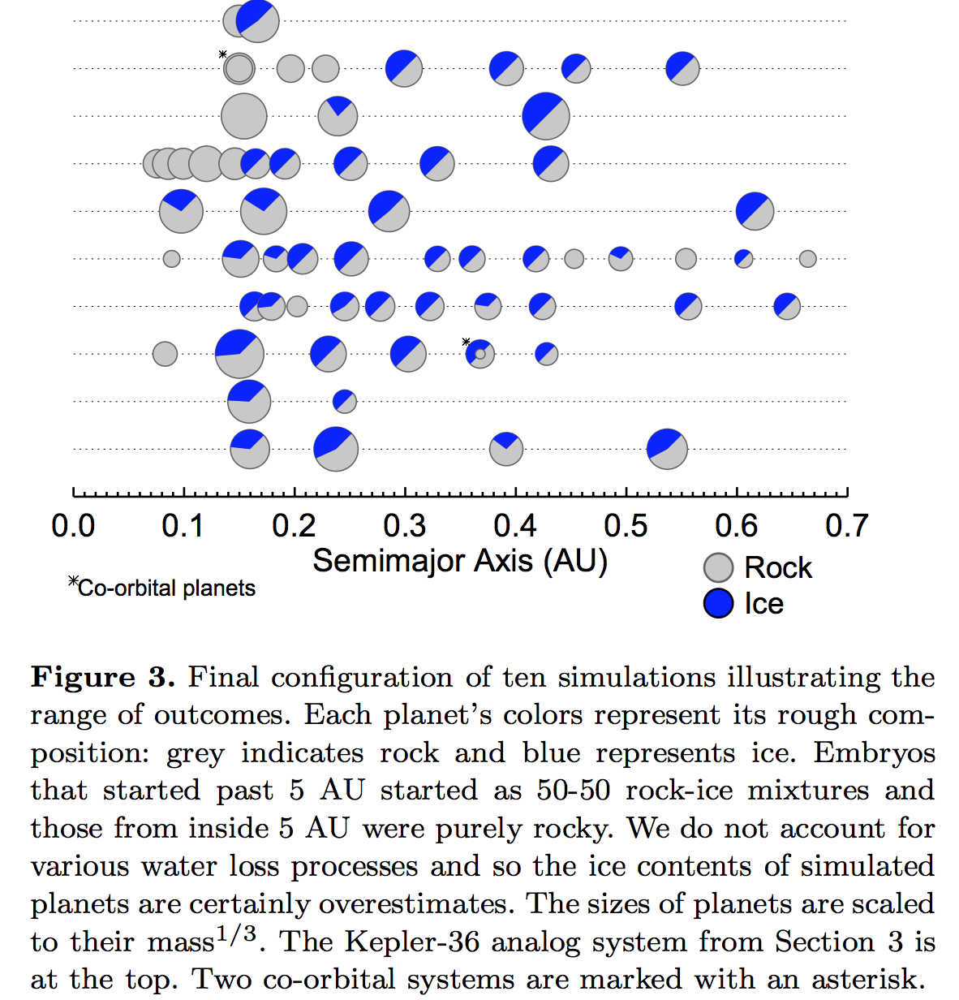 *
*
0.0 0.1 0.2 0.3 0.4 0.5 0.6 0.7
Semimajor Axis (AU)
*Co-orbital planets
Rock
Ice
Figure 3. Final configuration of ten simulations illustrating the
range of outcomes. Each planet’s colors represent its rough com-
position: grey indicates rock and blue represents ice. Embryos
that started past 5 AU started as 50-50 rock-ice mixtures and
those from inside 5 AU were purely rocky. We do not account for
various water loss processes and so the ice contents of simulated
planets are certainly overestimates. The sizes of planets are scaled
to their mass^1/3. The Kepler-36 analog system from Section 3 is
at the top. Two co-orbital systems are marked with an asterisk.